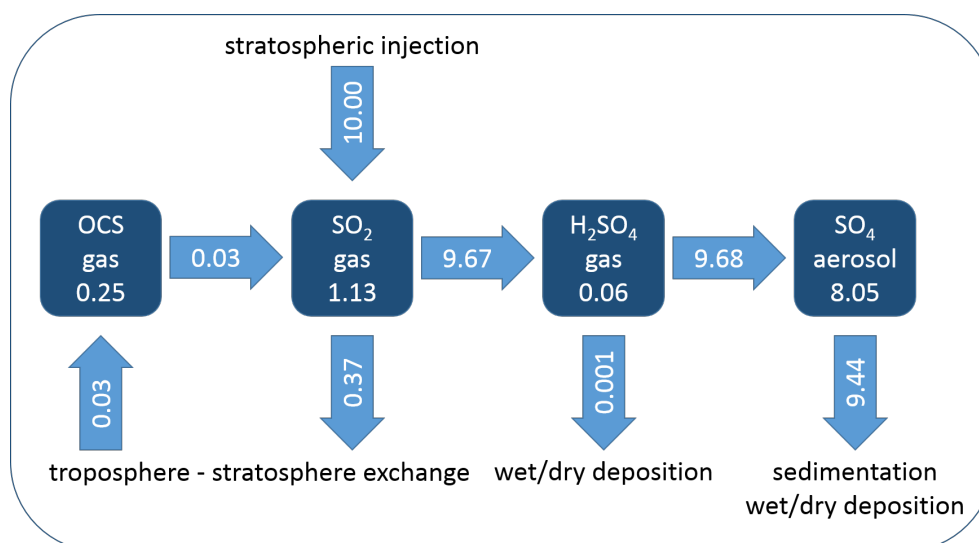 stratospheric injection
10.00
OCS
gas
0.25
0.03
SO₂
gas
1.13
9.67
H₂SO₄
gas
0.06
9.68
SO₄
aerosol
8.05
0.03
0.37
0.001
9.44
troposphere - stratosphere exchange
wet/dry deposition
sedimentation
wet/dry deposition